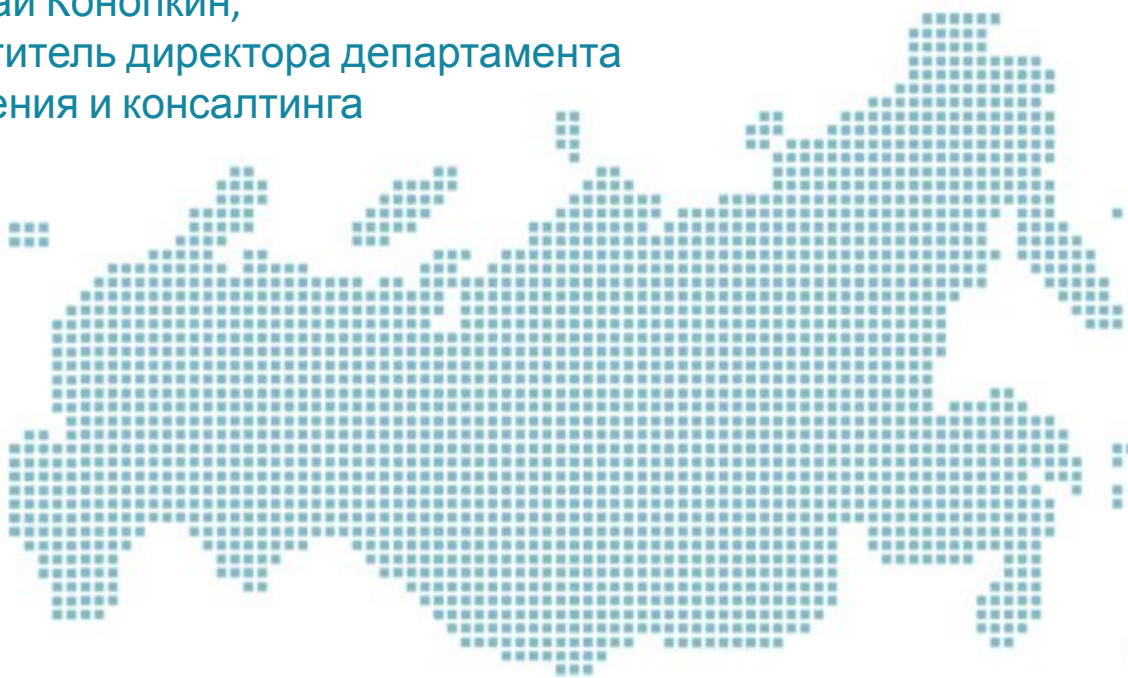 ай Конопкин,
титель директора департамента
ения и консалтинга